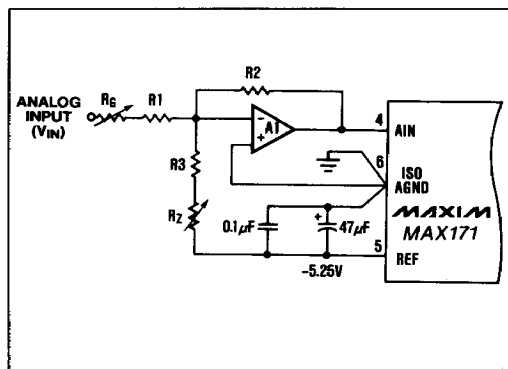 R2
ANALOG INPUT (VIN)
RG
R1
A1
-
+
4
AIN
R3
6
ISO AGND
MAXIM
MAX171
RZ
0.1µF
+
47µF
-5.25V
5
REF